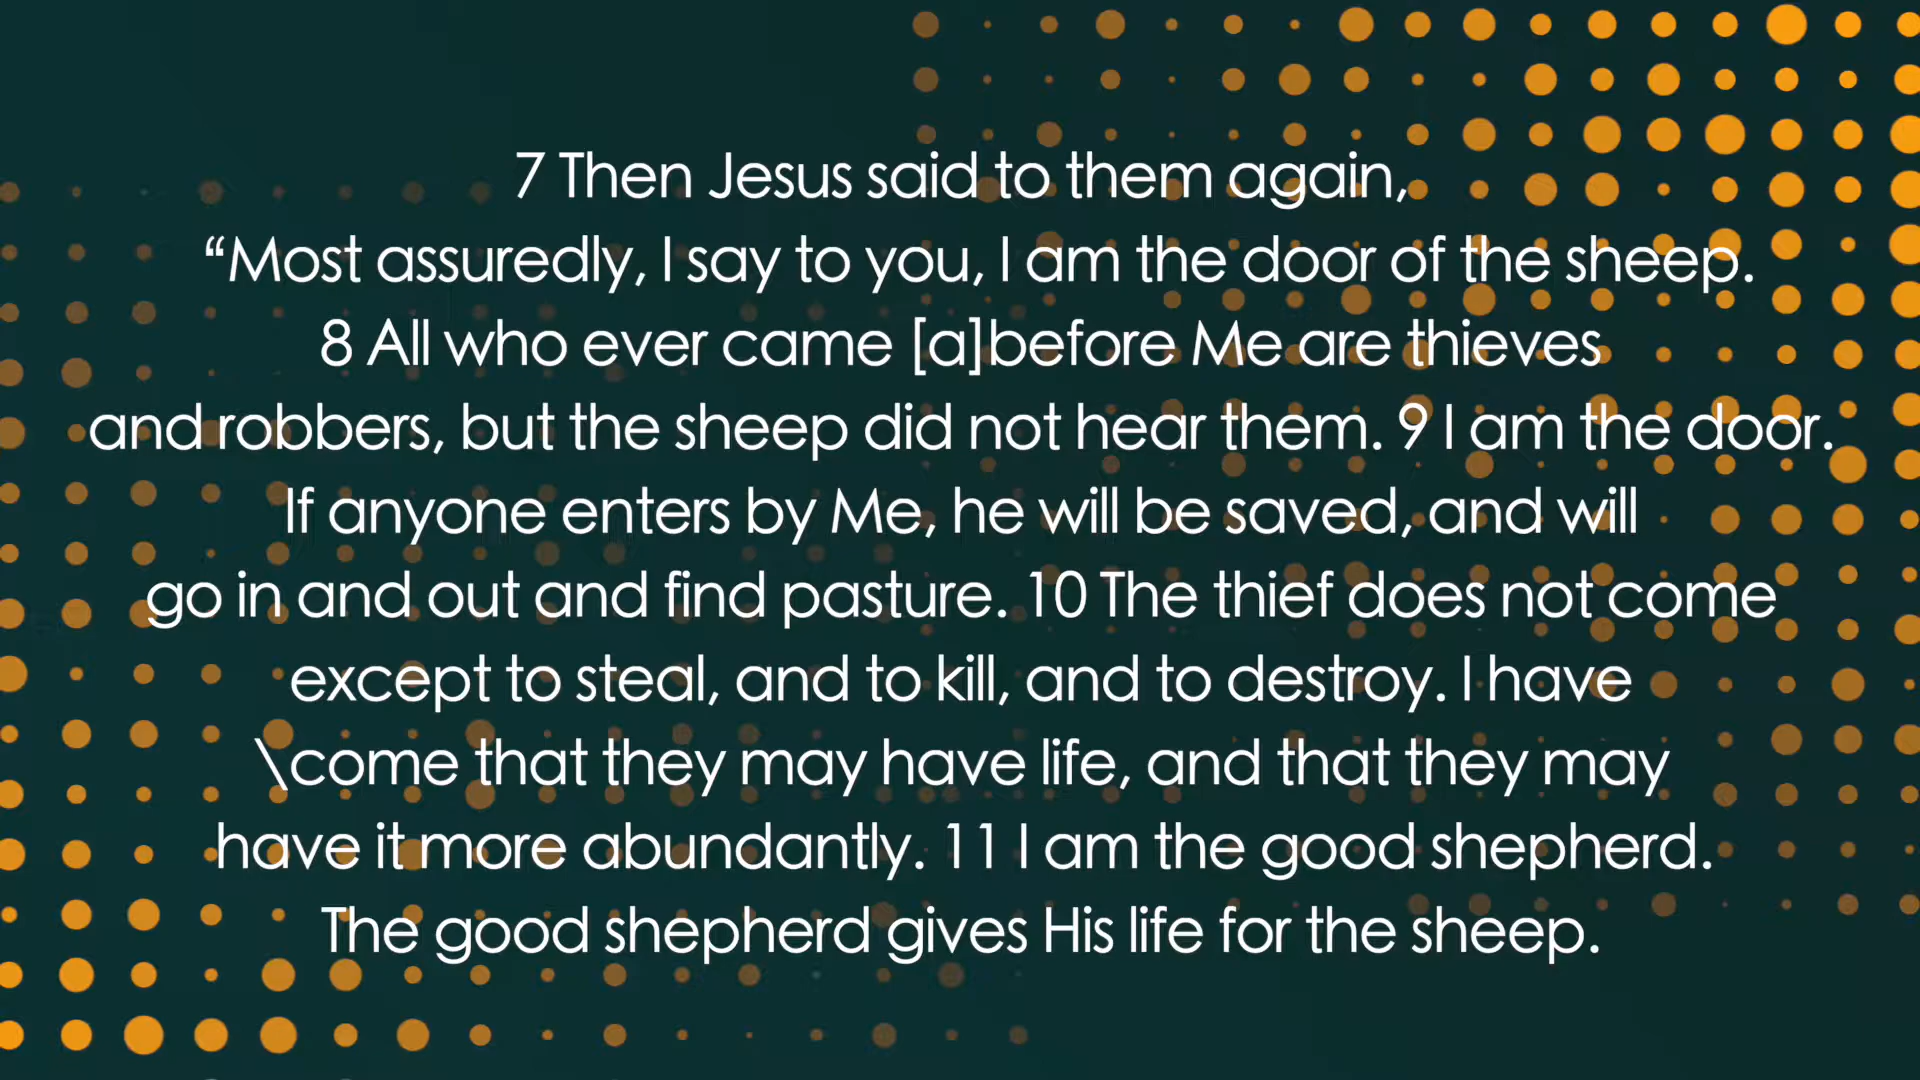 7 Then Jesus said to them again,
“Most assuredly, I say to you, I am the door of the sheep.
8 All who ever came [a]before Me are thieves
and robbers, but the sheep did not hear them. 9 I am the door.
If anyone enters by Me, he will be saved, and will
go in and out and find pasture. 10 The thief does not come
except to steal, and to kill, and to destroy. I have
\come that they may have life, and that they may
have it more abundantly. 11 I am the good shepherd.
The good shepherd gives His life for the sheep.